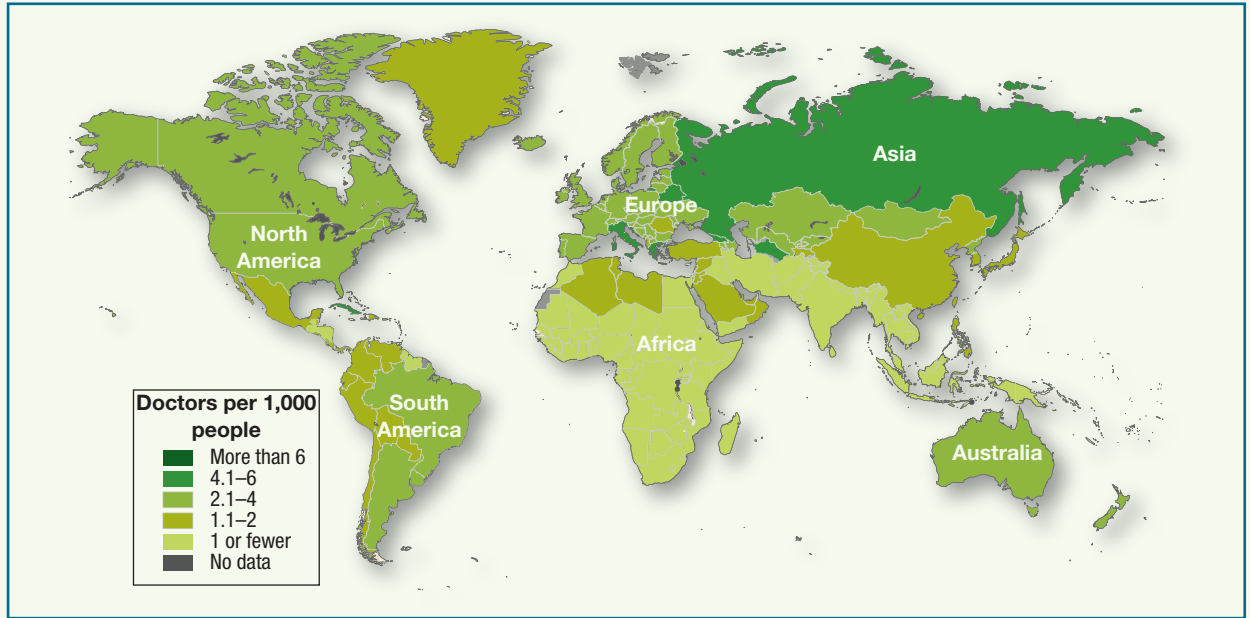 Asia
Europe
North
America
Africa
South
America
Australia
Doctors per 1,000
people
More than 6
4.1–6
2.1–4
1.1–2
1 or fewer
No data